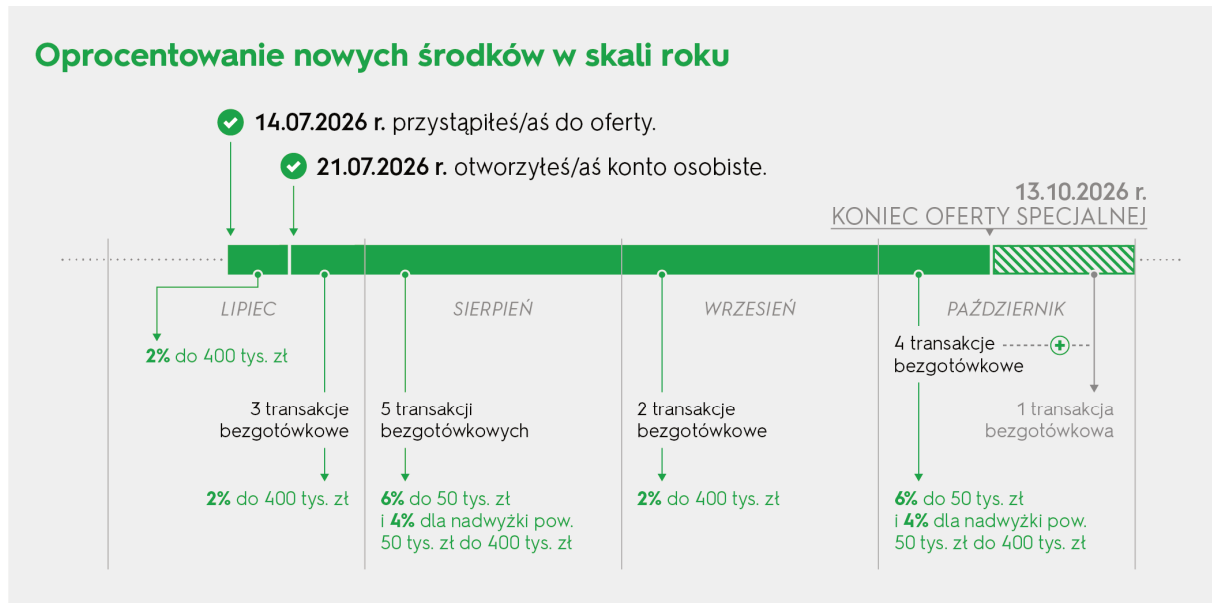 Oprocentowanie nowych środków w skali roku
14.07.2026 r. przystąpiłeś/aś do oferty.
21.07.2026 r. otworzyłeś/aś konto osobiste.
13.10.2026 r.
KONIEC OFERTY SPECJALNEJ
LIPIEC
SIERPIEŃ
WRZESIEŃ
PAŹDZIERNIK
2% do 400 tys. zł
3 transakcje
bezgotówkowe
2% do 400 tys. zł
5 transakcji
bezgotówkowych
6% do 50 tys. zł
i 4% dla nadwyżki pow.
50 tys. zł do 400 tys. zł
2 transakcje
bezgotówkowe
2% do 400 tys. zł
4 transakcje
bezgotówkowe
1 transakcja
bezgotówkowa
6% do 50 tys. zł
i 4% dla nadwyżki pow.
50 tys. zł do 400 tys. zł